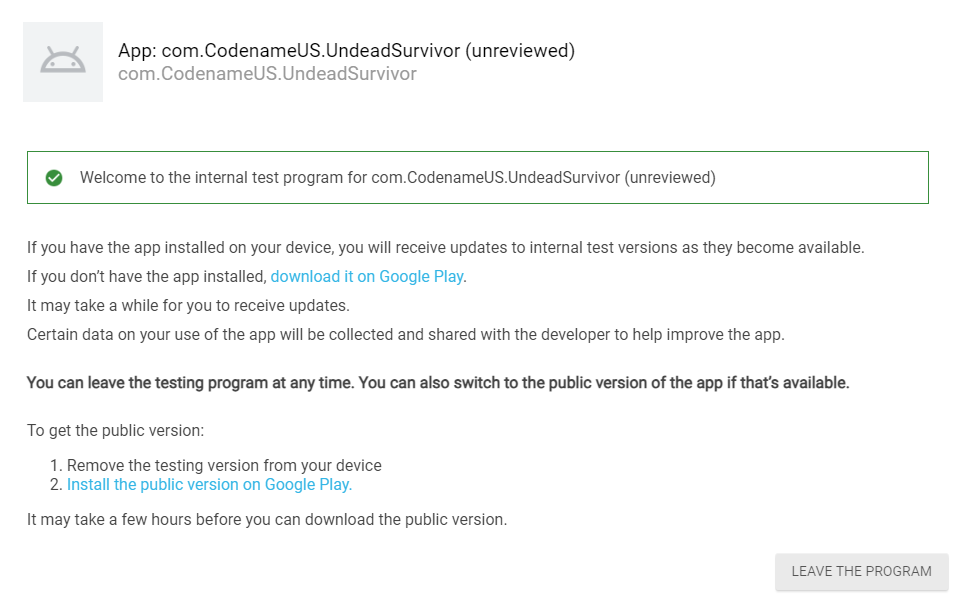 App: com.CodenameUS.UndeadSurvivor (unreviewed)
com.CodenameUS.UndeadSurvivor
Welcome to the internal test program for com.CodenameUS.UndeadSurvivor (unreviewed)
If you have the app installed on your device, you will receive updates to internal test versions as they become available.
If you don’t have the app installed, download it on Google Play.
It may take a while for you to receive updates.
Certain data on your use of the app will be collected and shared with the developer to help improve the app.
You can leave the testing program at any time. You can also switch to the public version of the app if that’s available.
To get the public version:
1. Remove the testing version from your device
2. Install the public version on Google Play.
It may take a few hours before you can download the public version.
LEAVE THE PROGRAM